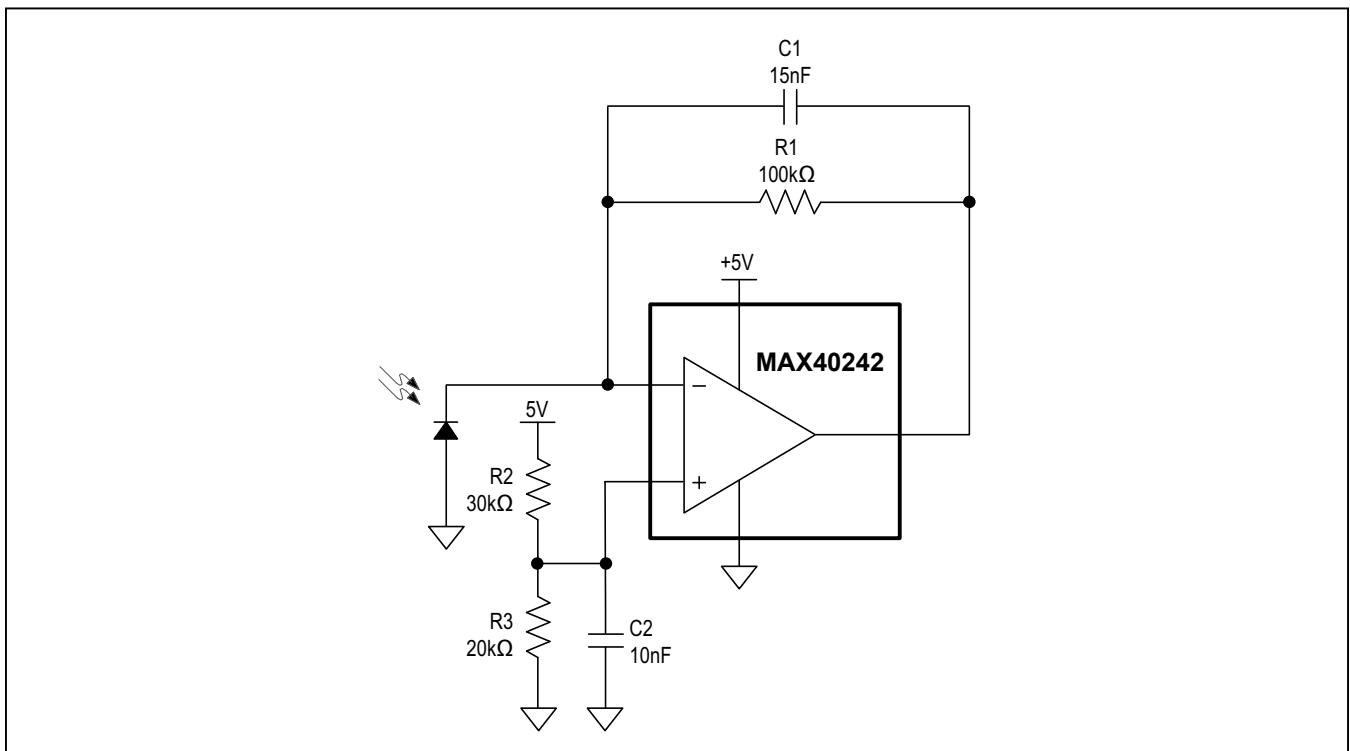 C1
15nF
R1
100kΩ
+5V
MAX40242
−
+
5V
R2
30kΩ
R3
20kΩ
C2
10nF